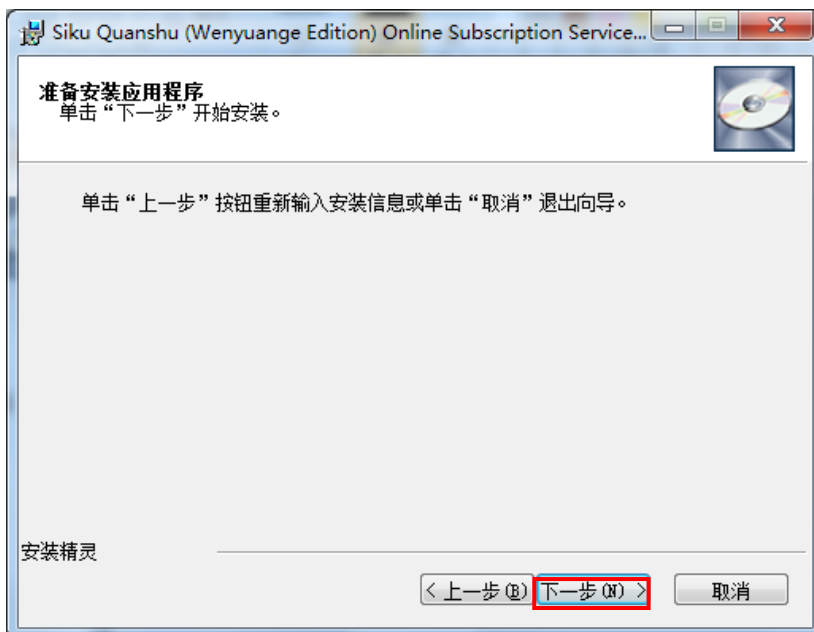 Siku Quanshu (Wenyuange Edition) Online Subscription Service...
准备安装应用程序
单击“下一步”开始安装。
单击“上一步”按钮重新输入安装信息或单击“取消”退出向导。
安装精灵
< 上一步(B) 下一步(N) > 取消